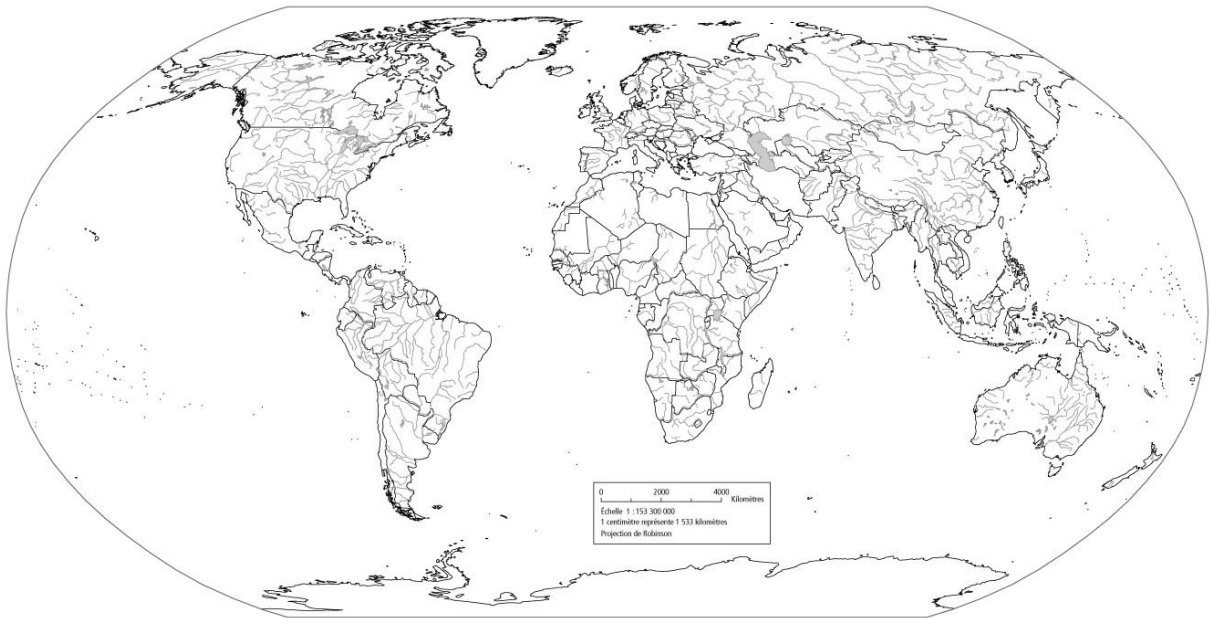 0 2000 4000
Kilomètres
Échelle 1 : 153 300 000
1 centimètre représente 1 533 kilomètres
Projection de Robinson